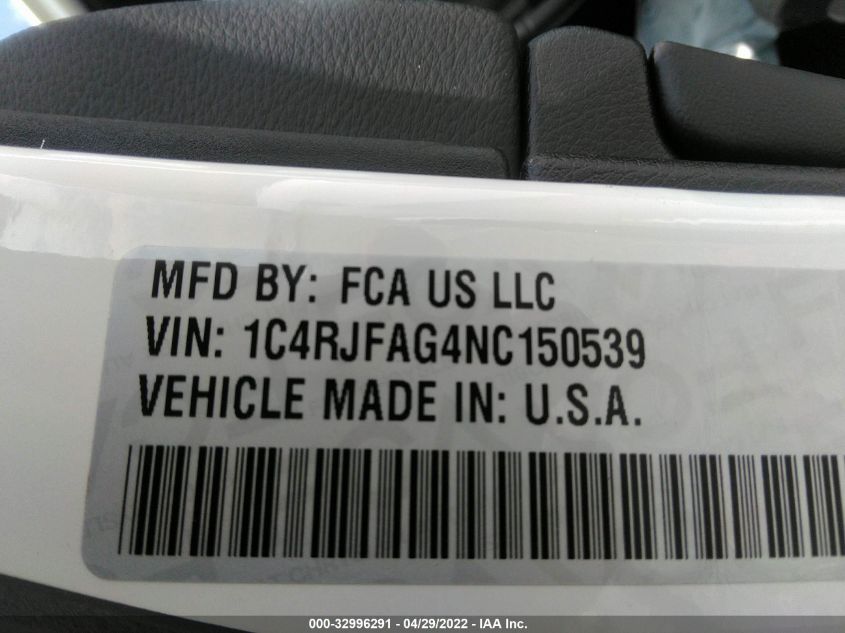 MFD BY: FCA US LLC
VIN: 1C4RJFAG4NC150539
VEHICLE MADE IN: U.S.A.
000-32996291 - 04/29/2022 - IAA Inc.